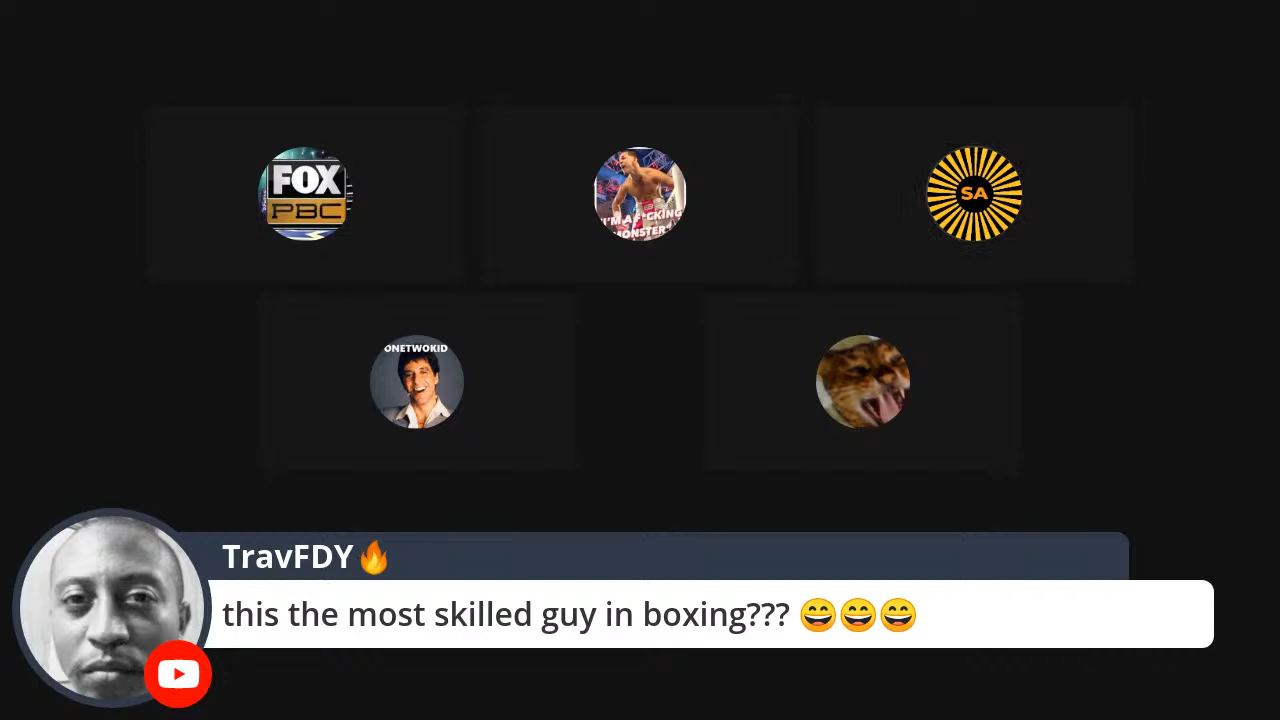 FOX
PBC
I'M A F*CKING
MONSTER
SA
ONETWOKID
TravFDY🔥
this the most skilled guy in boxing??? 😄😄😄